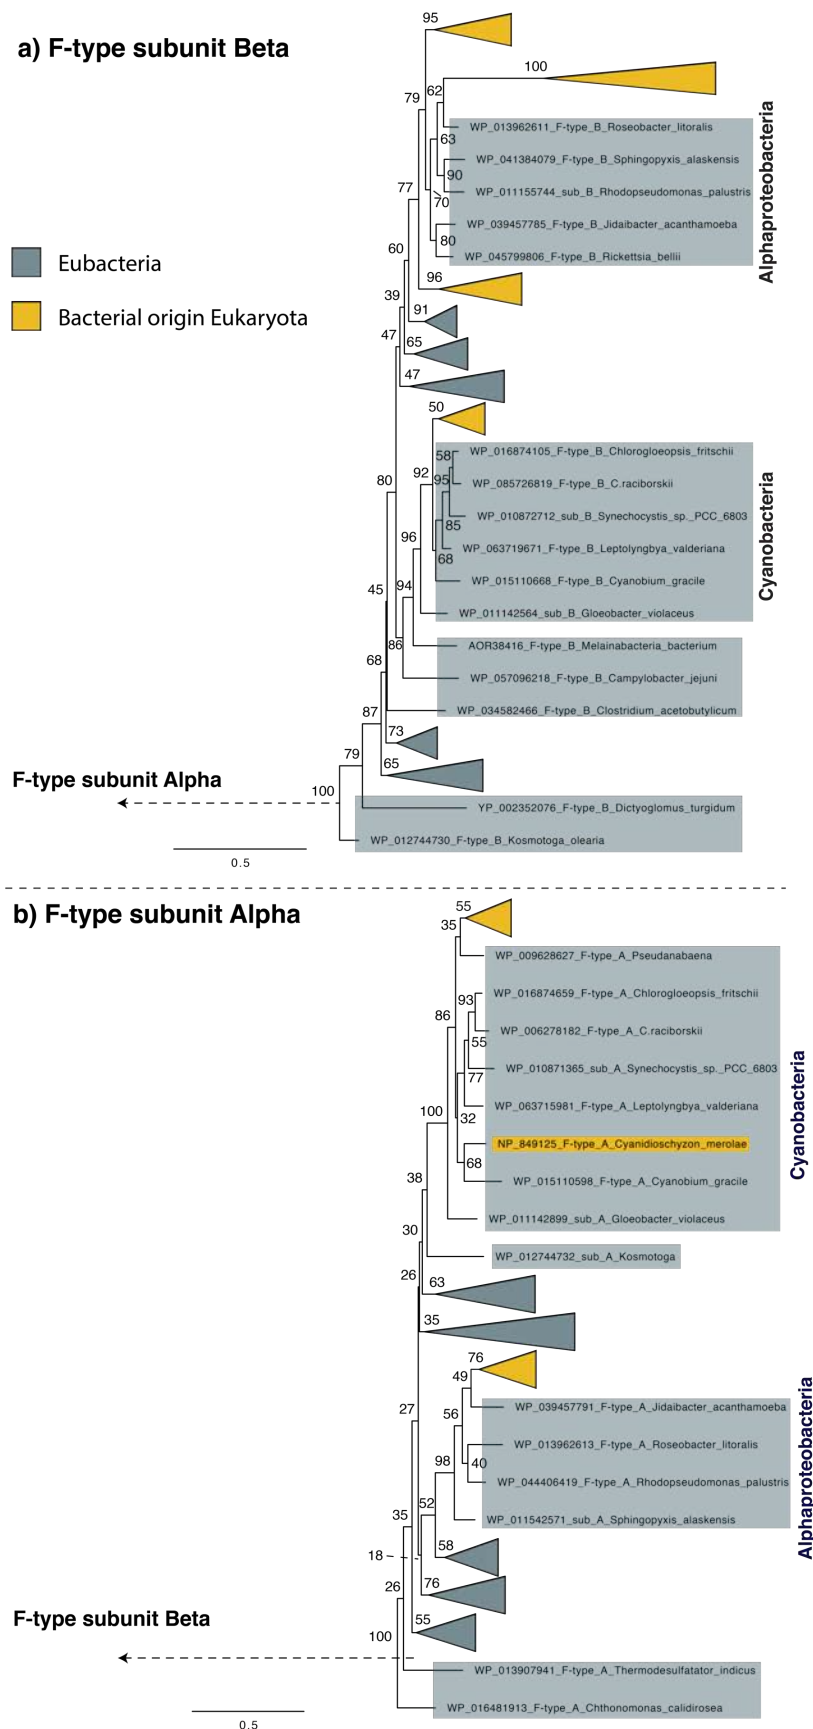 a) F-type subunit Beta
95
100
79
62
WP_013962611_F-type_B_Roseobacter_litoralis
63
WP_041384079_F-type_B_Sphingopyxis_alaskensis
90
77
WP_011155744_sub_B_Rhodopseudomonas_palustris
70
WP_039457785_F-type_B_Jidaibacter_acanthamoeba
80
60
WP_045799806_F-type_B_Rickettsia_bellii
Alphaproteobacteria
Eubacteria
Bacterial origin Eukaryota
96
39
91
47
65
47
50
58
WP_016874105_F-type_B_Chlorogloeopsis_fritschii
92
95
WP_085726819_F-type_B_C.raciborskii
80
WP_010872712_sub_B_Synechocystis_sp._PCC_6803
85
96
WP_063719671_F-type_B_Leptolyngbya_valderiana
68
WP_015110668_F-type_B_Cyanobium_gracile
94
45
WP_011142564_sub_B_Gloeobacter_violaceus
Cyanobacteria
86
AOR38416_F-type_B_Melainabacteria_bacterium
68
WP_057096218_F-type_B_Campylobacter_jejuni
87
WP_034582466_F-type_B_Clostridium_acetobutylicum
73
79
65
F-type subunit Alpha
100
YP_002352076_F-type_B_Dictyoglomus_turgidum
WP_012744730_F-type_B_Kosmotoga_olearia
0.5
b) F-type subunit Alpha
55
35
WP_009628627_F-type_A_Pseudanabaena
93
WP_016874659_F-type_A_Chlorogloeopsis_fritschii
86
WP_006278182_F-type_A_C.raciborskii
55
WP_010871365_sub_A_Synechocystis_sp._PCC_6803
77
WP_063715981_F-type_A_Leptolyngbya_valderiana
100
32
NP_849125_F-type_A_Cyanidioschyzon_merolae
68
38
WP_015110598_F-type_A_Cyanobium_gracile
WP_011142899_sub_A_Gloeobacter_violaceus
Cyanobacteria
30
WP_012744732_sub_A_Kosmotoga
26
63
35
76
49
27
56
WP_039457791_F-type_A_Jidaibacter_acanthamoeba
WP_013962613_F-type_A_Roseobacter_litoralis
98
40
WP_044406419_F-type_A_Rhodopseudomonas_palustris
52
35
WP_011542571_sub_A_Sphingopyxis_alaskensis
Alphaproteobacteria
18
58
26
76
F-type subunit Beta
55
100
WP_013907941_F-type_A_Thermodesulfatator_indicus
WP_016481913_F-type_A_Chthonomonas_calidirosea
0.5